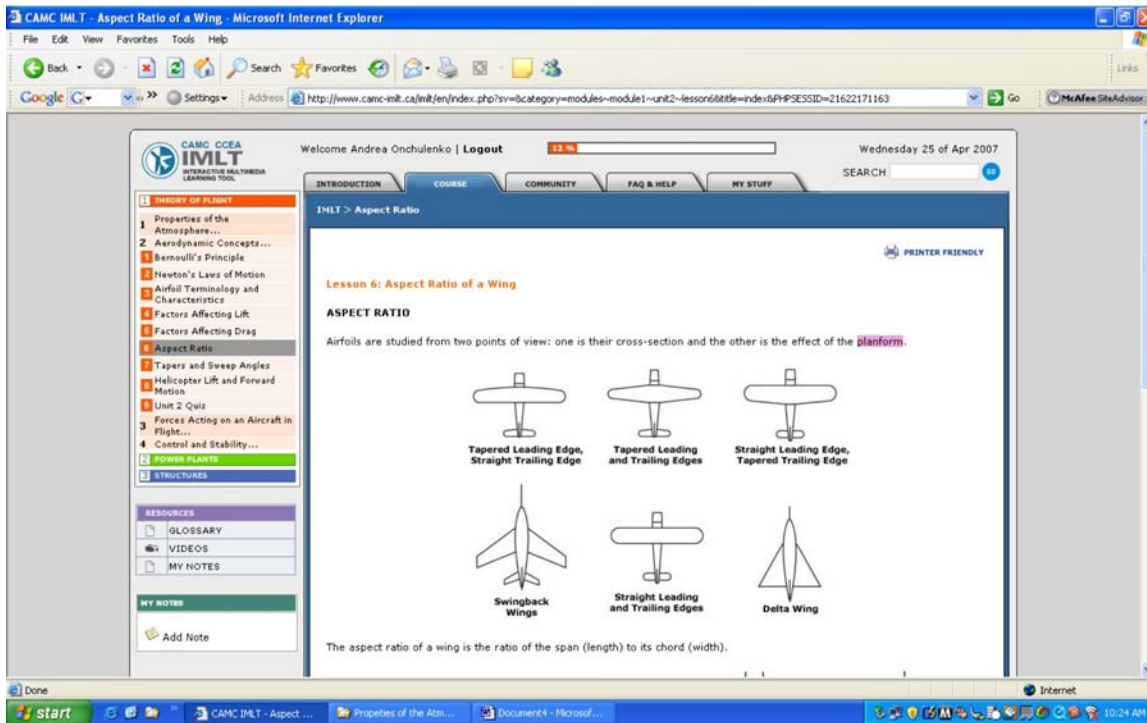 CAMC IMLT - Aspect Ratio of a Wing - Microsoft Internet Explorer
File Edit View Favorites Tools Help
Back Search Favorites
Links
Google G Settings Address http://www.camc-imlt.ca/imlt/en/index.php?sv=&category=modules~module1~unit2~lesson6&title=index&PHPSESSID=21622171163 Go McAfee SiteAdvisor
CAMC CCEA
IMLT
INTERACTIVE MULTIMEDIA
LEARNING TOOL
Welcome Andrea Onchulenko | Logout
12 %
Wednesday 25 of Apr 2007
SEARCH GO
INTRODUCTION COURSE COMMUNITY FAQ & HELP MY STUFF
IMLT > Aspect Ratio
1 THEORY OF FLIGHT
1 Properties of the
Atmosphere...
2 Aerodynamic Concepts...
1 Bernoulli's Principle
2 Newton's Laws of Motion
3 Airfoil Terminology and
Characteristics
4 Factors Affecting Lift
5 Factors Affecting Drag
6 Aspect Ratio
7 Tapers and Sweep Angles
8 Helicopter Lift and Forward
Motion
9 Unit 2 Quiz
3 Forces Acting on an Aircraft in
Flight...
4 Control and Stability...
2 POWER PLANTS
3 STRUCTURES
RESOURCES
GLOSSARY
VIDEOS
MY NOTES
MY NOTES
Add Note
PRINTER FRIENDLY
Lesson 6: Aspect Ratio of a Wing
ASPECT RATIO
Airfoils are studied from two points of view: one is their cross-section and the other is the effect of the planform.
Tapered Leading Edge,
Straight Trailing Edge
Tapered Leading
and Trailing Edges
Straight Leading Edge,
Tapered Trailing Edge
Swingback
Wings
Straight Leading
and Trailing Edges
Delta Wing
The aspect ratio of a wing is the ratio of the span (length) to its chord (width).
Done
Internet
start
CAMC IMLT - Aspect ...
Propeties of the Atm...
Document4 - Microsof...
10:24 AM